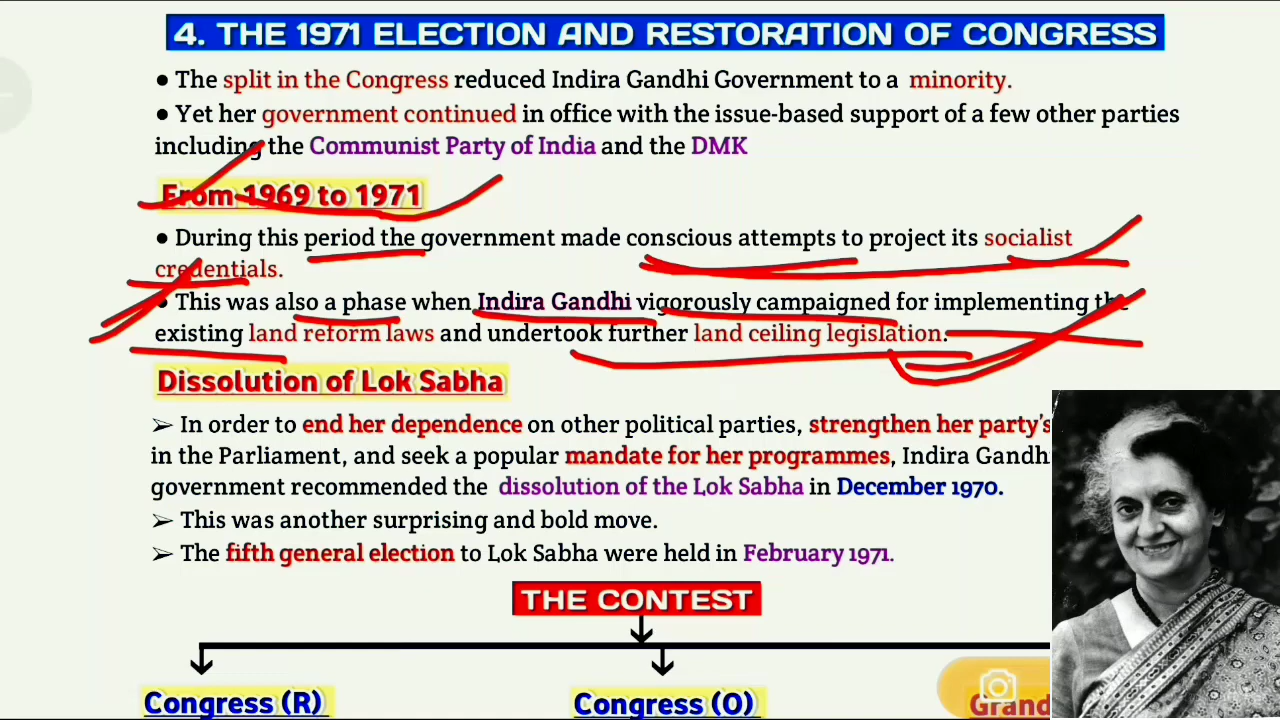 4. THE 1971 ELECTION AND RESTORATION OF CONGRESS
● The split in the Congress reduced Indira Gandhi Government to a minority.
● Yet her government continued in office with the issue-based support of a few other parties
including the Communist Party of India and the DMK
From 1969 to 1971
● During this period the government made conscious attempts to project its socialist
credentials.
● This was also a phase when Indira Gandhi vigorously campaigned for implementing the
existing land reform laws and undertook further land ceiling legislation.
Dissolution of Lok Sabha
➢ In order to end her dependence on other political parties, strengthen her party's
in the Parliament, and seek a popular mandate for her programmes, Indira Gandh
government recommended the dissolution of the Lok Sabha in December 1970.
➢ This was another surprising and bold move.
➢ The fifth general election to Lok Sabha were held in February 1971.
THE CONTEST
Congress (R) Congress (O) Grand